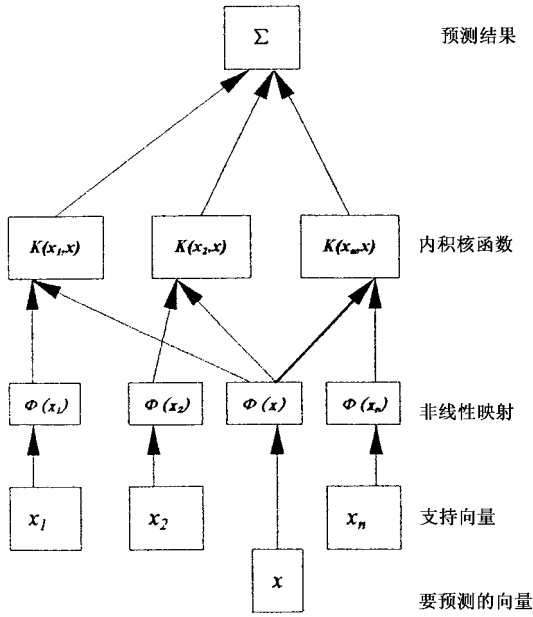 Σ 预测结果
K(x₁,x) K(x₂,x) K(xₙ,x) 内积核函数
Φ(x₁) Φ(x₂) Φ(x) Φ(xₙ) 非线性映射
x₁ x₂ xₙ 支持向量
x
要预测的向量